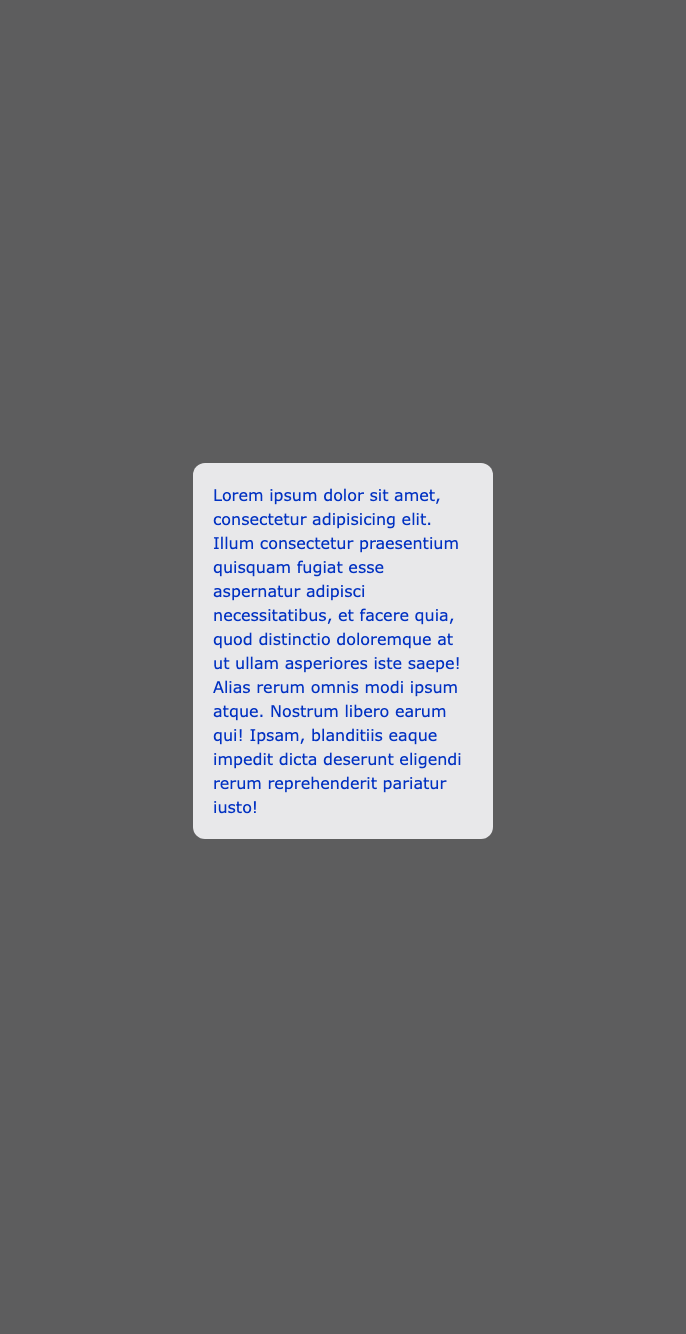 Lorem ipsum dolor sit amet,
consectetur adipisicing elit.
Illum consectetur praesentium
quisquam fugiat esse
aspernatur adipisci
necessitatibus, et facere quia,
quod distinctio doloremque at
ut ullam asperiores iste saepe!
Alias rerum omnis modi ipsum
atque. Nostrum libero earum
qui! Ipsam, blanditiis eaque
impedit dicta deserunt eligendi
rerum reprehenderit pariatur
iusto!